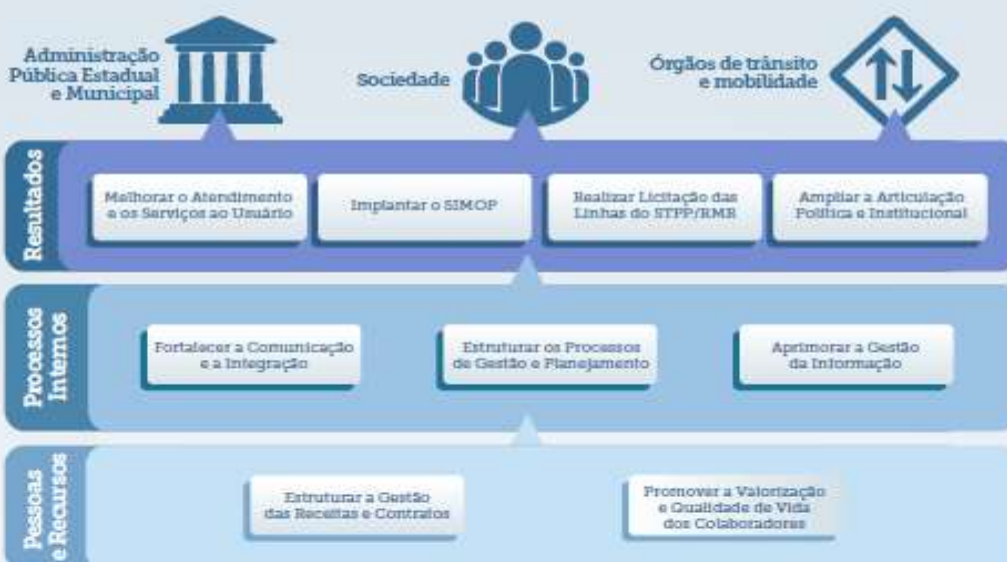 Administração
Pública Estadual
e Municipal
Sociedade
Órgãos de trânsito
e mobilidade
Resultados
Melhorar o Atendimento
e os Serviços ao Usuário
Implantar o SIMOP
Realizar Licitação das
Linhas do STPP/RMR
Ampliar a Articulação
Política e Institucional
Processos
Internos
Fortalecer a Comunicação
e a Integração
Estruturar os Processos
de Gestão e Planejamento
Aprimorar a Gestão
da Informação
Pessoas
e Recursos
Estruturar a Gestão
das Receitas e Contratos
Promover a Valorização
e Qualidade de Vida
dos Colaboradores